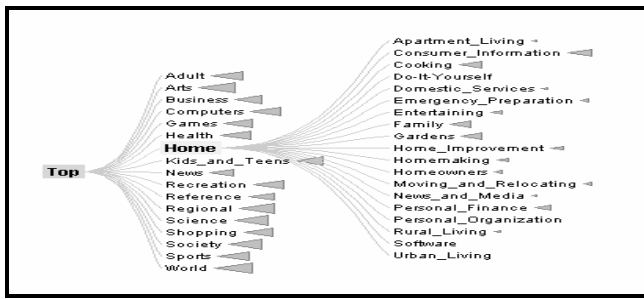 Top
Adult
Arts
Business
Computers
Games
Health
Home
Kids_and_Teens
News
Recreation
Reference
Regional
Science
Shopping
Society
Sports
World
Apartment_Living
Consumer_Information
Cooking
Do-It-Yourself
Domestic_Services
Emergency_Preparation
Entertaining
Family
Gardens
Home_Improvement
Homemaking
Homeowners
Moving_and_Relocating
News_and_Media
Personal_Finance
Personal_Organization
Rural_Living
Software
Urban_Living